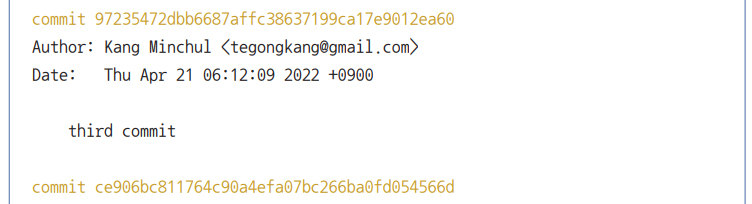 commit 97235472dbb6687affc38637199ca17e9012ea60
Author: Kang Minchul <tegongkang@gmail.com>
Date:   Thu Apr 21 06:12:09 2022 +0900
third commit
commit ce906bc811764c90a4efa07bc266ba0fd054566d